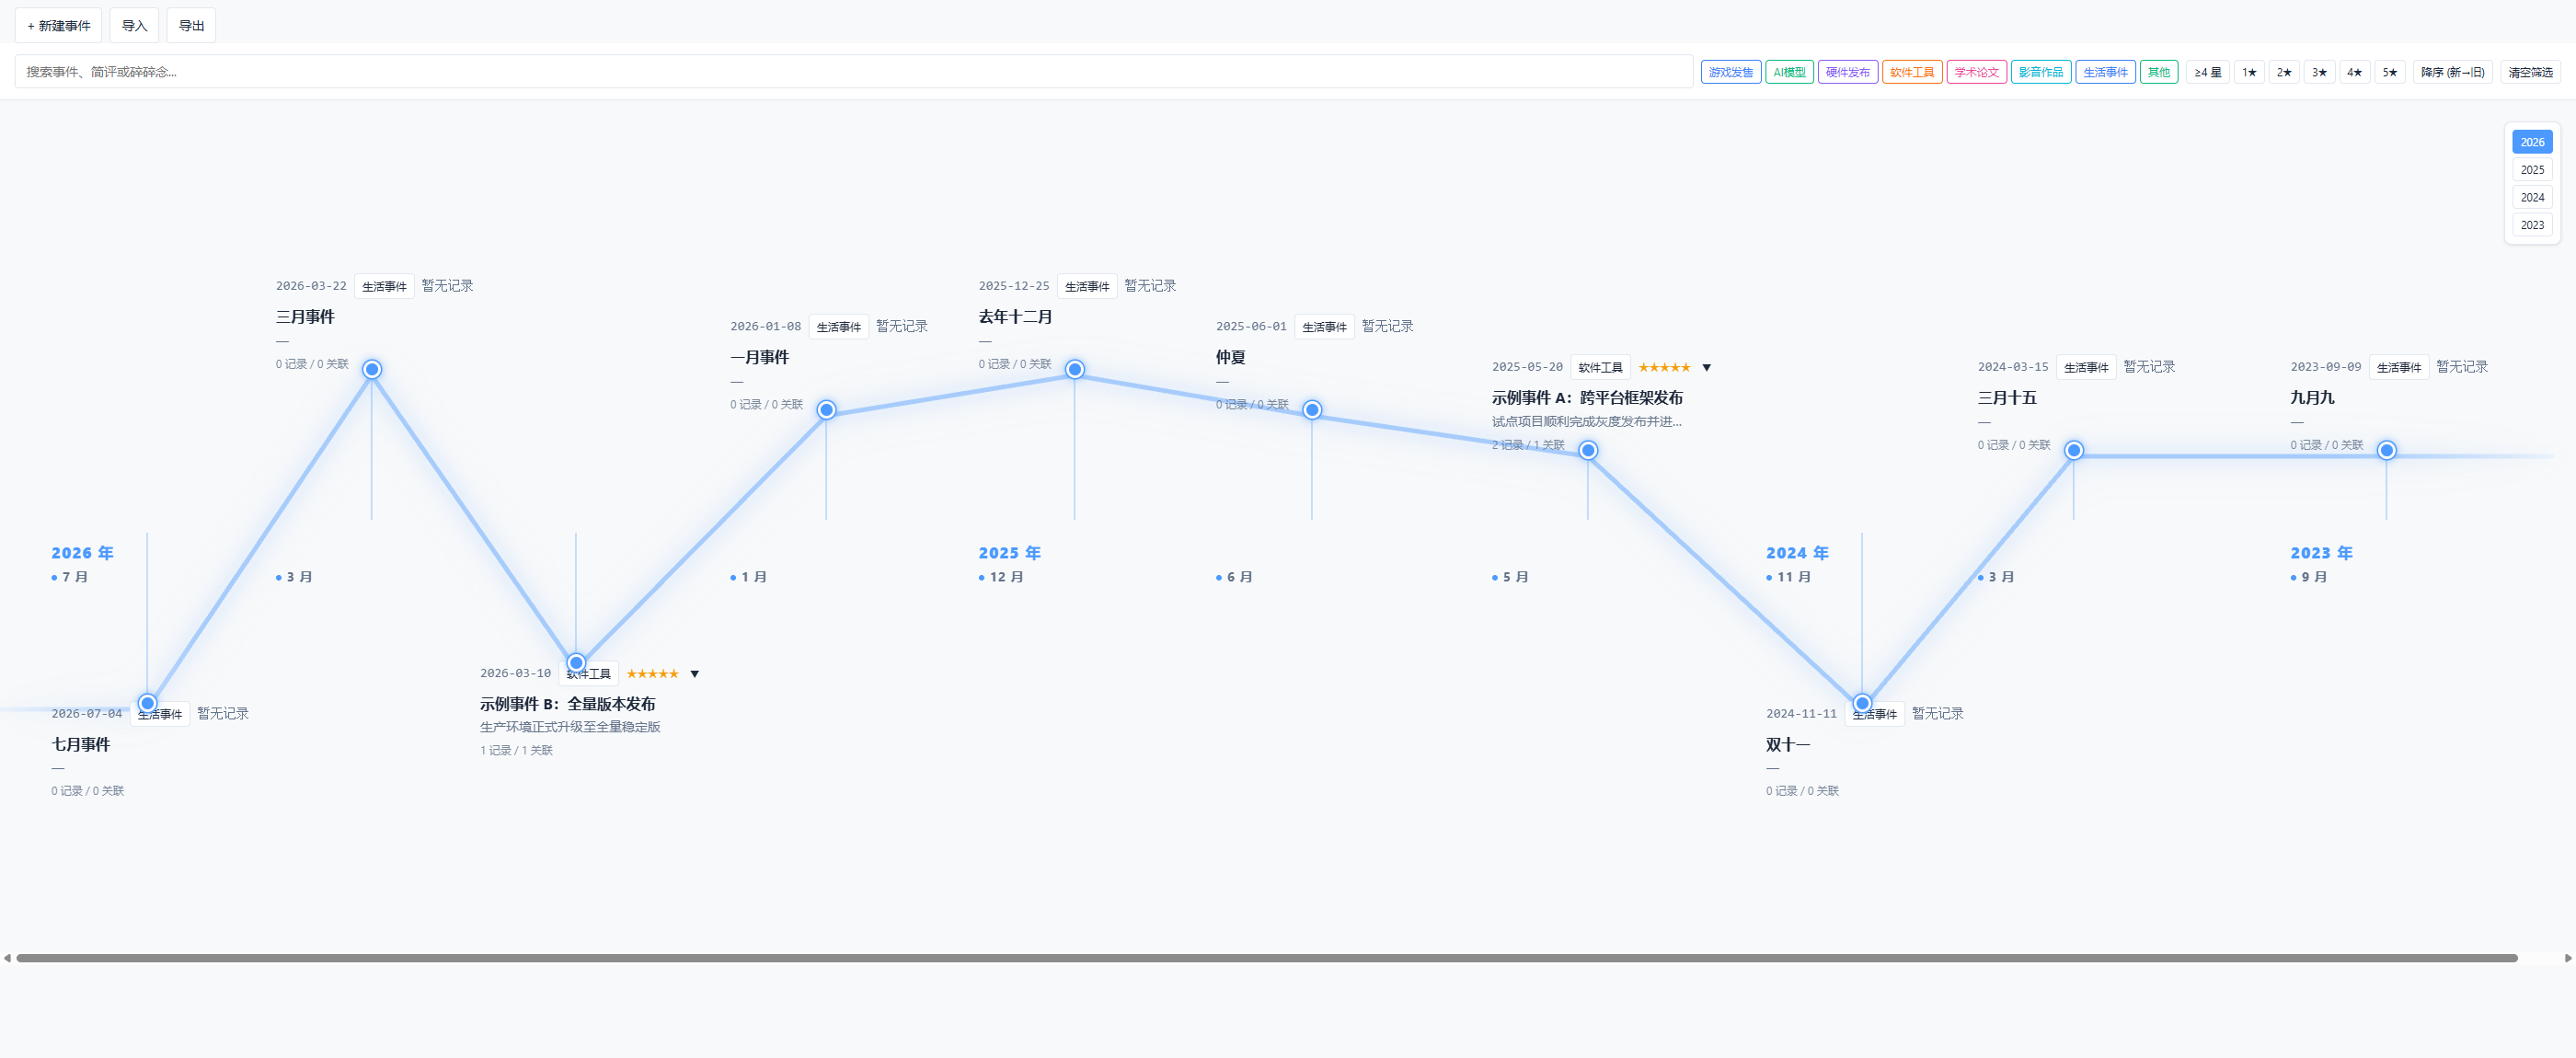 + 新建事件
导入
导出
搜索事件、简评或碎碎念...
游戏发售
AI模型
硬件发布
软件工具
学术论文
影音作品
生活事件
其他
≥4 星
1★
2★
3★
4★
5★
降序 (新→旧)
清空筛选
2026
2025
2024
2023
2026-03-22 生活事件 暂无记录
三月事件
—
0 记录 / 0 关联
2025-12-25 生活事件 暂无记录
去年十二月
—
0 记录 / 0 关联
2026-01-08 生活事件 暂无记录
一月事件
—
0 记录 / 0 关联
2025-06-01 生活事件 暂无记录
仲夏
—
0 记录 / 0 关联
2025-05-20 软件工具 ★★★★★ ▼
示例事件 A：跨平台框架发布
试点项目顺利完成灰度发布并进...
2 记录 / 1 关联
2024-03-15 生活事件 暂无记录
三月十五
—
0 记录 / 0 关联
2023-09-09 生活事件 暂无记录
九月九
—
0 记录 / 0 关联
2026 年
7 月
3 月
1 月
2025 年
12 月
6 月
5 月
2024 年
11 月
3 月
2023 年
9 月
2026-03-10 软件工具 ★★★★★ ▼
示例事件 B：全量版本发布
生产环境正式升级至全量稳定版
1 记录 / 1 关联
2026-07-04 生活事件 暂无记录
七月事件
—
0 记录 / 0 关联
2024-11-11 生活事件 暂无记录
双十一
—
0 记录 / 0 关联